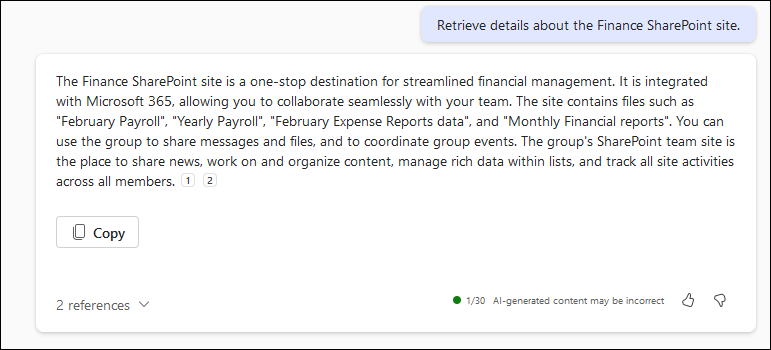 Retrieve details about the Finance SharePoint site.
The Finance SharePoint site is a one-stop destination for streamlined financial management. It is integrated
with Microsoft 365, allowing you to collaborate seamlessly with your team. The site contains files such as
"February Payroll", "Yearly Payroll", "February Expense Reports data", and "Monthly Financial reports". You can
use the group to share messages and files, and to coordinate group events. The group's SharePoint team site is
the place to share news, work on and organize content, manage rich data within lists, and track all site activities
across all members. 1 2
Copy
2 references
1/30 AI-generated content may be incorrect